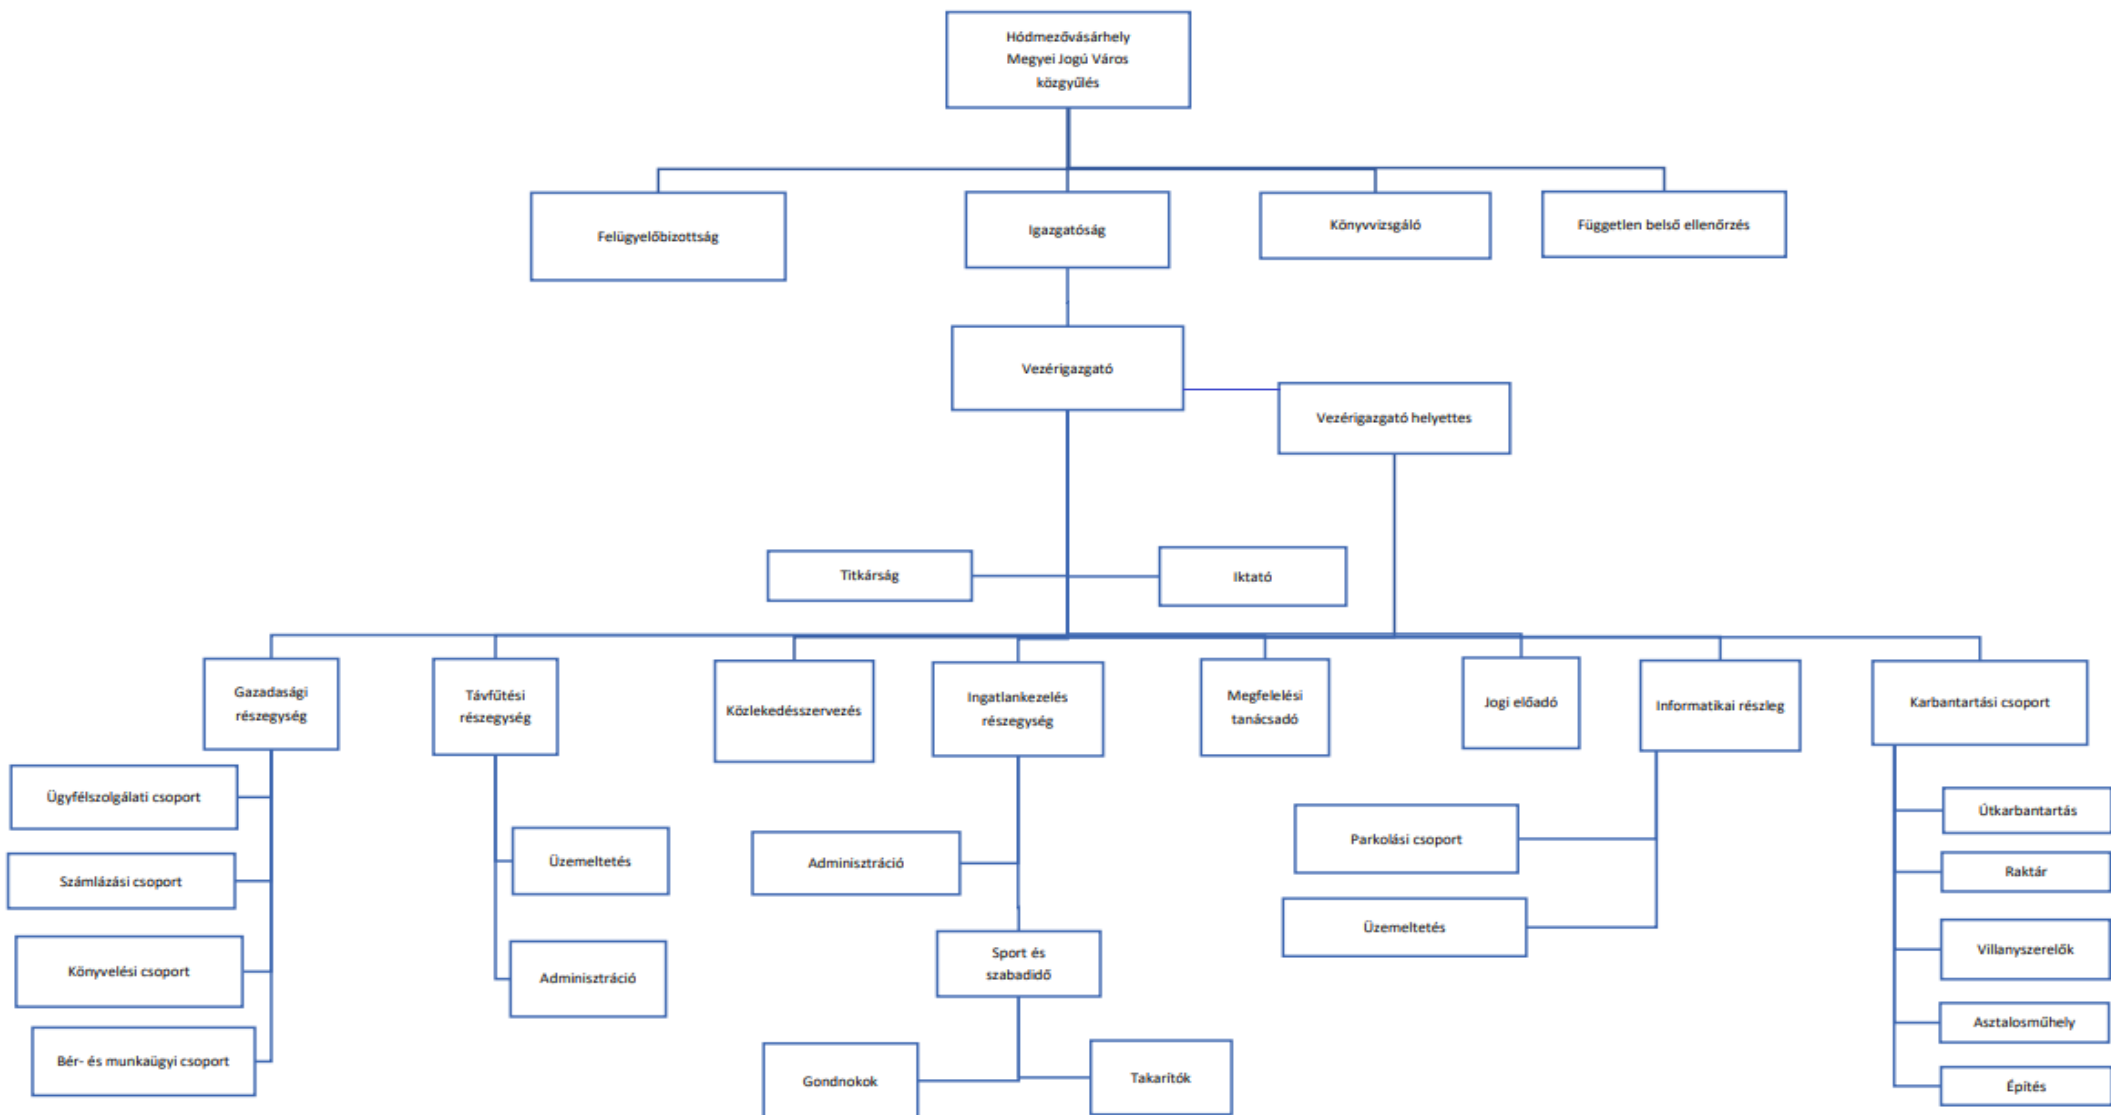 Hódmezővásárhely
Megyei Jogú Város
közgyűlés
Felügyelőbizottság
Igazgatóság
Könyvvizsgáló
Független belső ellenőrzés
Vezérigazgató
Vezérigazgató helyettes
Titkárság
Iktató
Gazadasági
részegység
Távfűtési
részegység
Közlekedésszervezés
Ingatlankezelés
részegység
Megfelelési
tanácsadó
Jogi előadó
Informatikai részleg
Karbantartási csoport
Ügyfélszolgálati csoport
Számlázási csoport
Könyvelési csoport
Bér- és munkaügyi csoport
Üzemeltetés
Adminisztráció
Adminisztráció
Sport és
szabadidő
Gondnokok
Takarítók
Parkolási csoport
Üzemeltetés
Útkarbantartás
Raktár
Villanyszerelők
Asztalosműhely
Építés